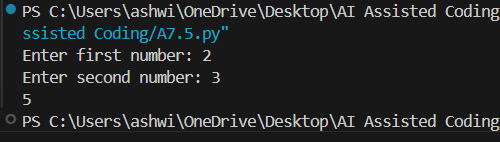 PS C:\Users\ashwi\OneDrive\Desktop\AI Assisted Coding
ssisted Coding/A7.5.py"
Enter first number: 2
Enter second number: 3
5
PS C:\Users\ashwi\OneDrive\Desktop\AI Assisted Coding